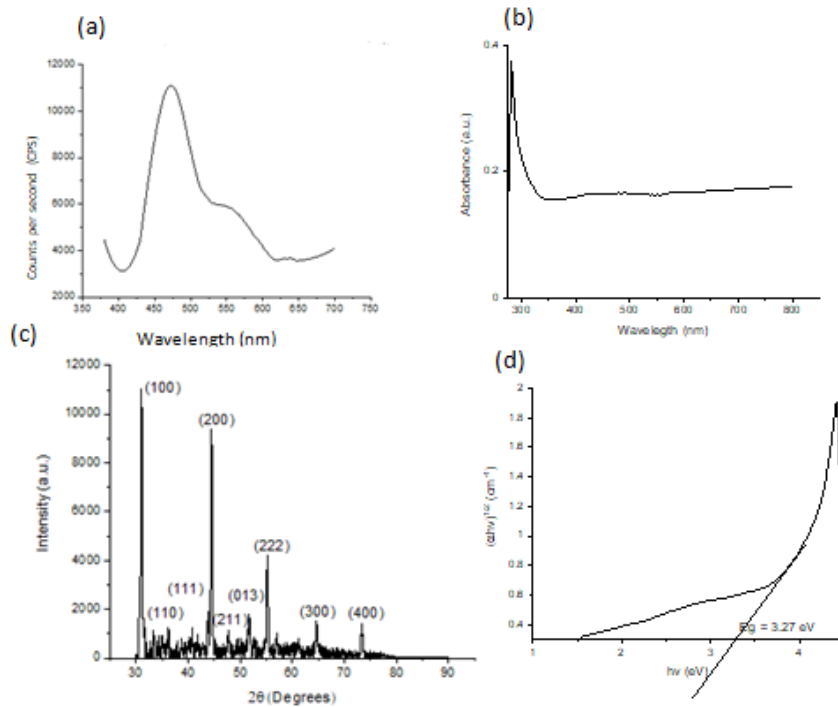 (a)
12000
10000
8000
6000
4000
2000
Counts per second (CPS)
350 400 450 500 550 600 650 700 750
Wavelength (nm)
(b)
0.4
0.2
0
Absorbance (a.u.)
300 400 500 600 700 800
Wavelegth (nm)
(c)
12000
10000
8000
6000
4000
2000
0
Intensity (a.u.)
(100)
(110)
(111)
(200)
(211)
(013)
(222)
(300)
(400)
30 40 50 60 70 80 90
2θ (Degrees)
(d)
2
1.8
1.6
1.4
1.2
1
0.8
0.6
0.4
(αhν)¹ᐟ² (cm⁻¹)
Eg = 3.27 eV
1 2 3 4
hv (eV)